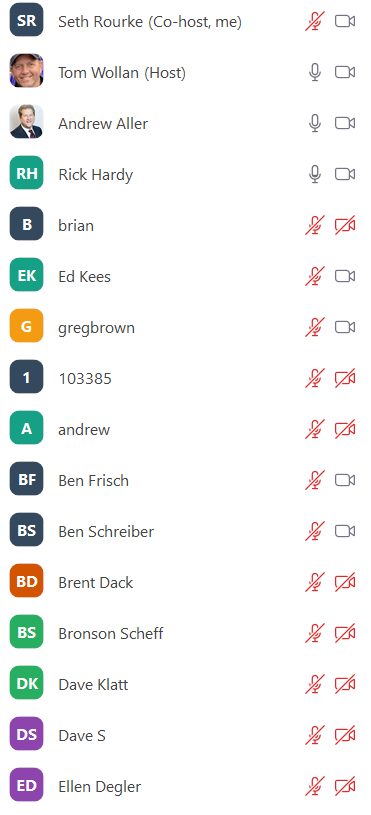 SR Seth Rourke (Co-host, me)
Tom Wollan (Host)
Andrew Aller
RH Rick Hardy
B brian
EK Ed Kees
G gregbrown
1 103385
A andrew
BF Ben Frisch
BS Ben Schreiber
BD Brent Dack
BS Bronson Scheff
DK Dave Klatt
DS Dave S
ED Ellen Degler